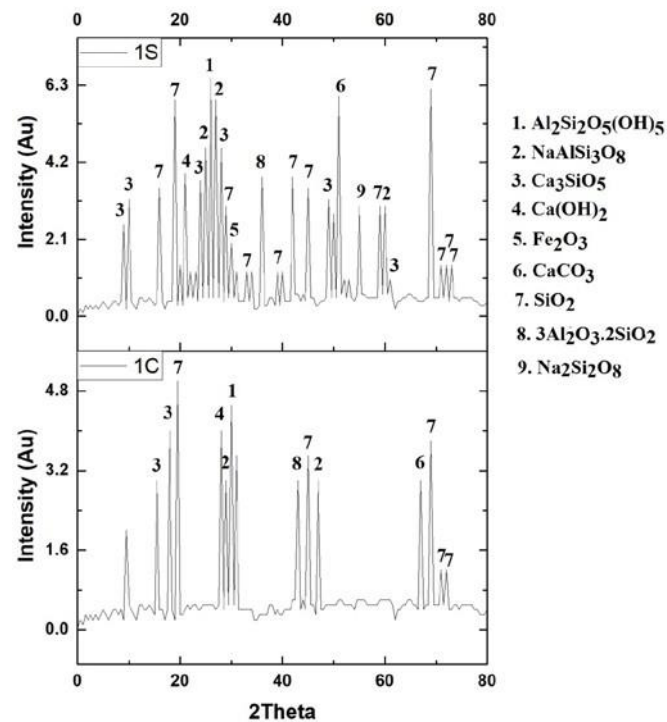 0 20 40 60 80
1S
6.3
4.2
2.1
0.0
Intensity (Au)
3 3 7 7 4 3 2 1 2 3 7 5 7 8 7 7 7 3 6 9 7 2 3 7 7 7 7
1C
4.8
3.2
1.6
0.0
Intensity (Au)
3 3 7 4 2 1 8 7 2 6 7 7 7
0 20 40 60 80
2Theta
1. Al₂Si₂O₅(OH)₅
2. NaAlSi₃O₈
3. Ca₃SiO₅
4. Ca(OH)₂
5. Fe₂O₃
6. CaCO₃
7. SiO₂
8. 3Al₂O₃.2SiO₂
9. Na2Si₂O₈